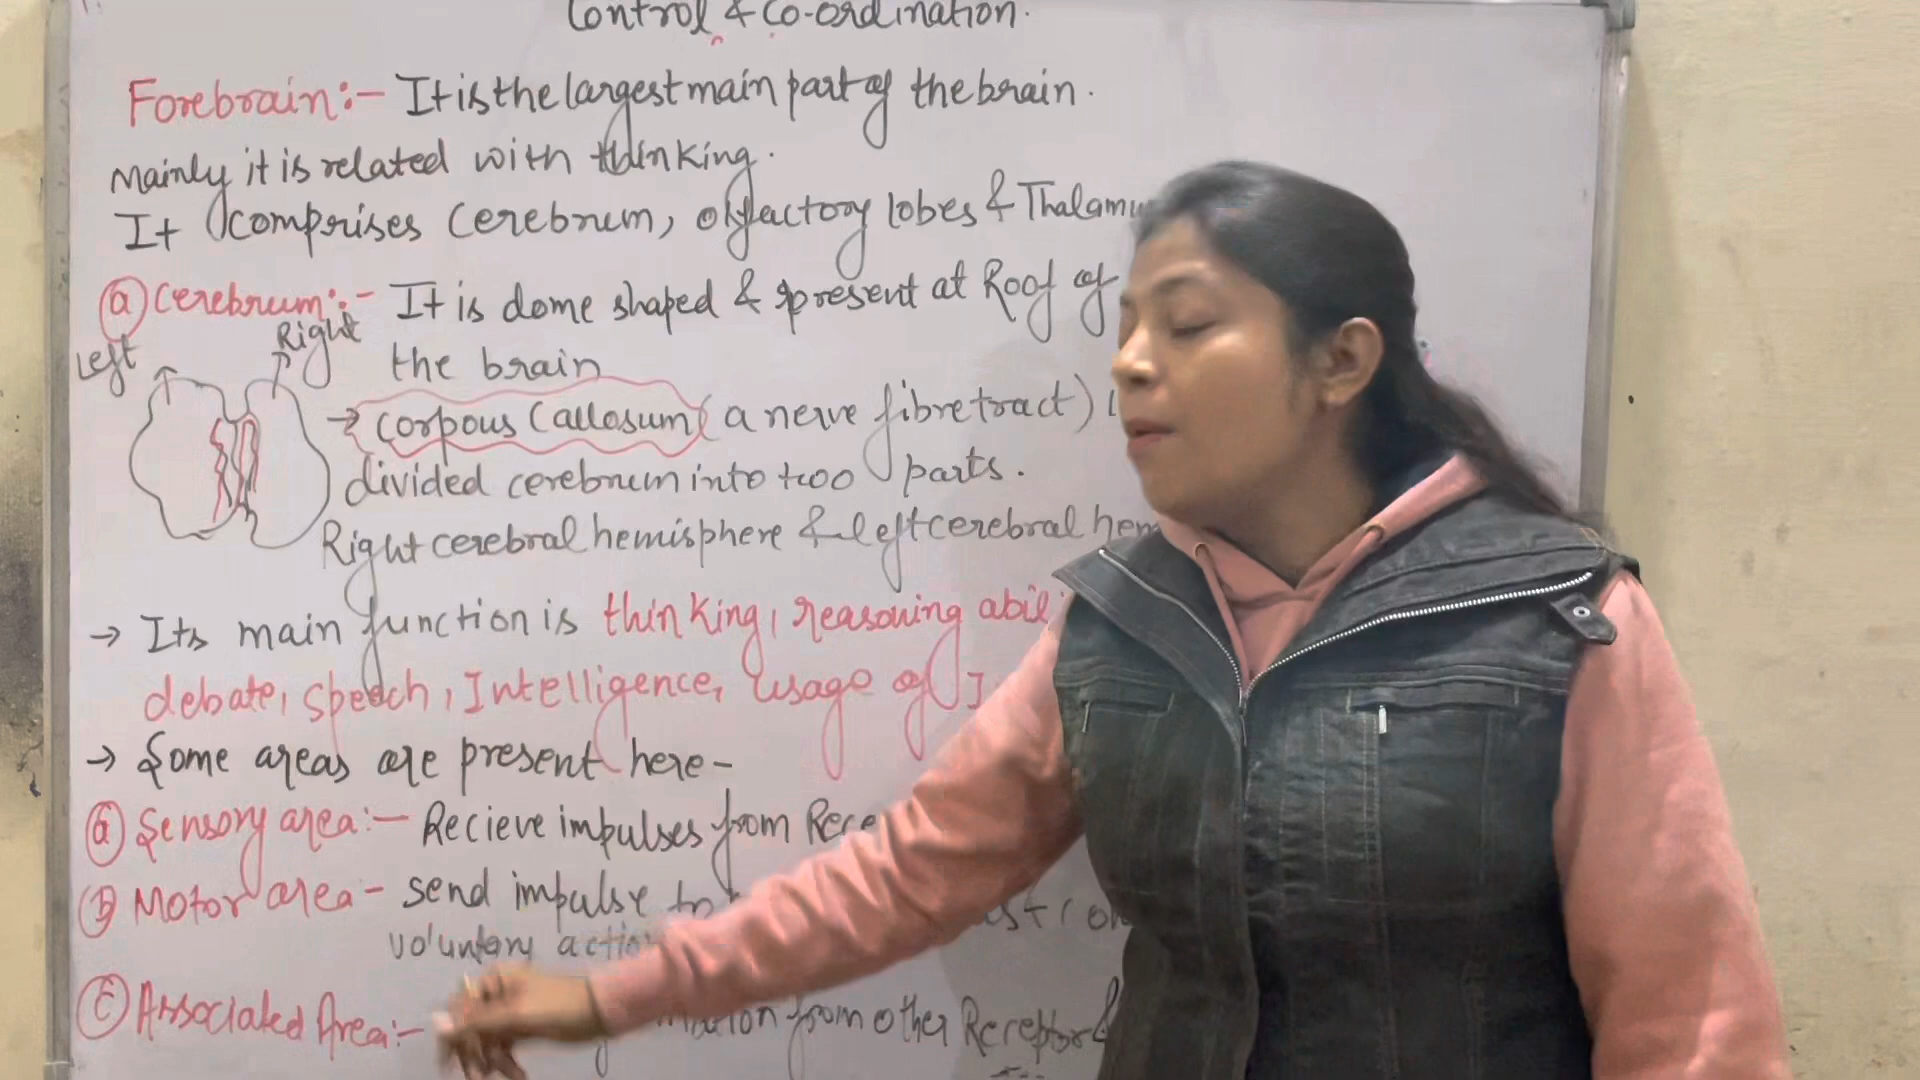 Control & Co-ordination.
Forebrain:- It is the largest main part of the brain.
Mainly it is related with thinking.
It comprises Cerebrum, olfactory lobes & Thalamu
(a) Cerebrum:- It is dome shaped & present at Roof of
Left Right
the brain
→ corpous Callosum (a nerve fibre tract)
divided cerebrum into two parts.
Right cerebral hemisphere & left cerebral hem
→ Its main function is thinking, reasoning abili
debate, speech, Intelligence, usage of I
→ Some areas are present here-
(a) Sensory area:- Recieve impulses from Rece
(b) Motor area - send impulse to
voluntary action
(c) Associated Area:- mation from other Receptor &